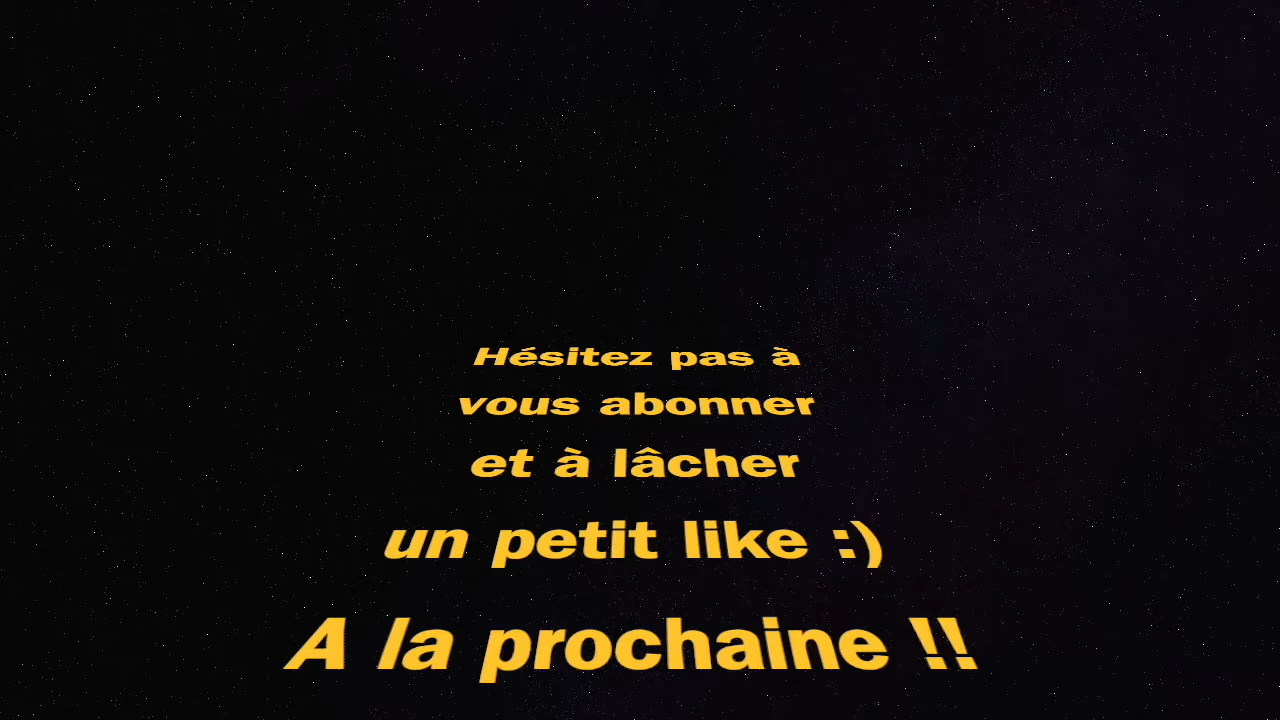 Hésitez pas à
vous abonner
et à lâcher
un petit like :)
A la prochaine !!